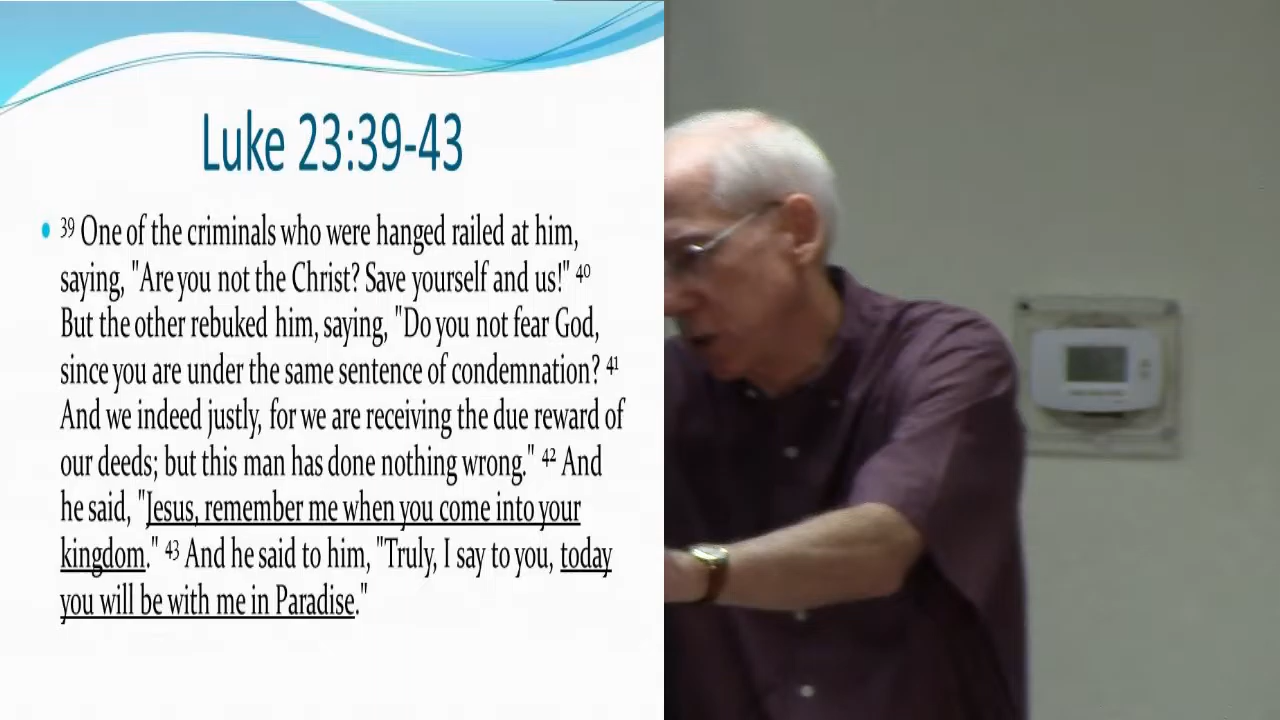 Luke 23:39-43
39 One of the criminals who were hanged railed at him,
saying, "Are you not the Christ? Save yourself and us!" 40
But the other rebuked him, saying, "Do you not fear God,
since you are under the same sentence of condemnation? 41
And we indeed justly, for we are receiving the due reward of
our deeds; but this man has done nothing wrong." 42 And
he said, "Jesus, remember me when you come into your
kingdom." 43 And he said to him, "Truly, I say to you, today
you will be with me in Paradise."